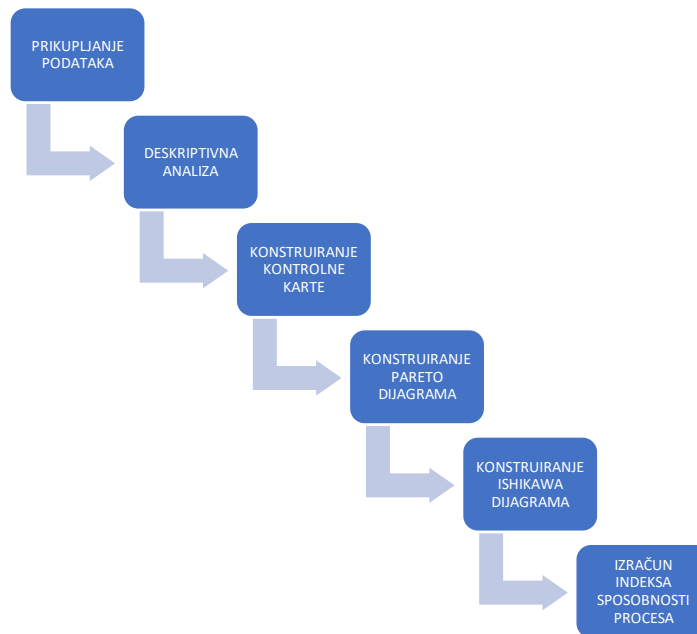 PRIKUPLJANJE
PODATAKA
DESKRIPTIVNA
ANALIZA
KONSTRUIRANJE
KONTROLNE
KARTE
KONSTRUIRANJE
PARETO
DIJAGRAMA
KONSTRUIRANJE
ISHIKAWA
DIJAGRAMA
IZRAČUN
INDEKSA
SPOSOBNOSTI
PROCESA